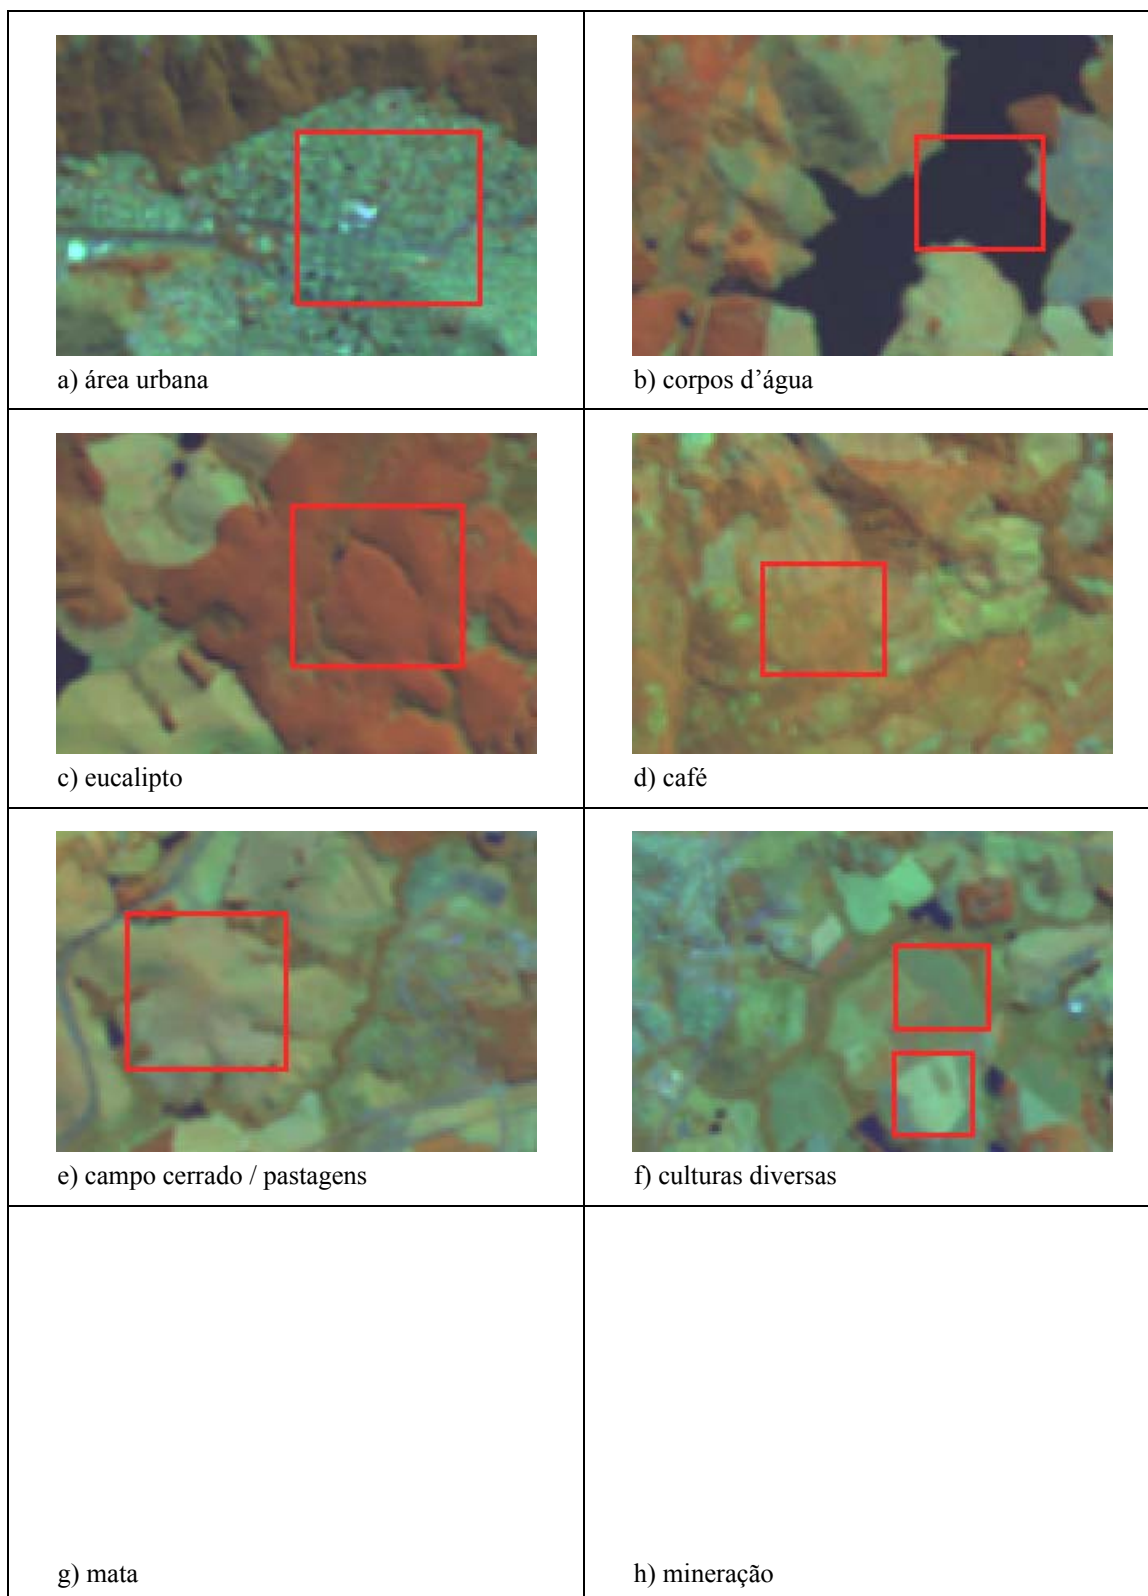 a) área urbana
b) corpos d’água
c) eucalipto
d) café
e) campo cerrado / pastagens
f) culturas diversas
g) mata
h) mineração